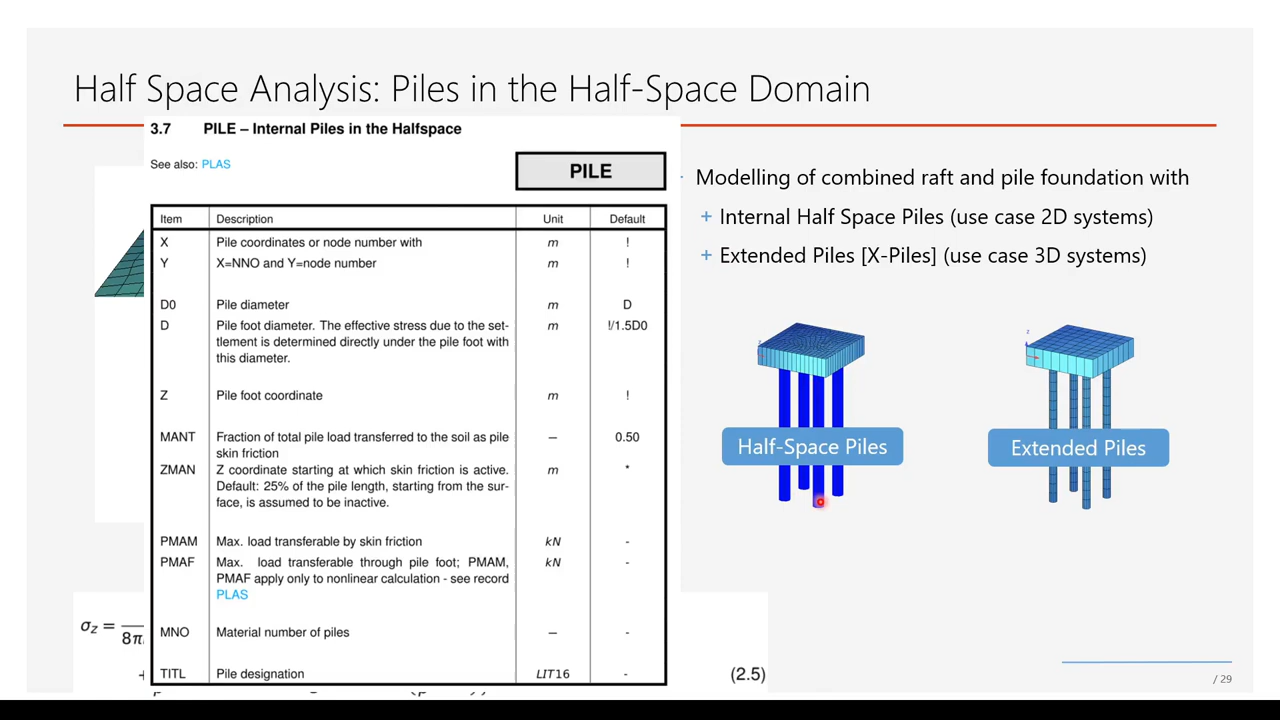 Half Space Analysis: Piles in the Half-Space Domain
3.7 PILE – Internal Piles in the Halfspace
See also: PLAS
PILE
Item Description Unit Default
X Pile coordinates or node number with m !
Y X=NNO and Y=node number m !
D0 Pile diameter m D
D Pile foot diameter. The effective stress due to the set- m !/1.5D0
tlement is determined directly under the pile foot with
this diameter.
Z Pile foot coordinate m !
MANT Fraction of total pile load transferred to the soil as pile – 0.50
skin friction
ZMAN Z coordinate starting at which skin friction is active. m *
Default: 25% of the pile length, starting from the sur-
face, is assumed to be inactive.
PMAM Max. load transferable by skin friction kN -
PMAF Max. load transferable through pile foot; PMAM, kN -
PMAF apply only to nonlinear calculation - see record
PLAS
MNO Material number of piles – -
TITL Pile designation LIT16 -
Modelling of combined raft and pile foundation with
+ Internal Half Space Piles (use case 2D systems)
+ Extended Piles [X-Piles] (use case 3D systems)
Half-Space Piles
Extended Piles
σz =
8π
(2.5)
/ 29